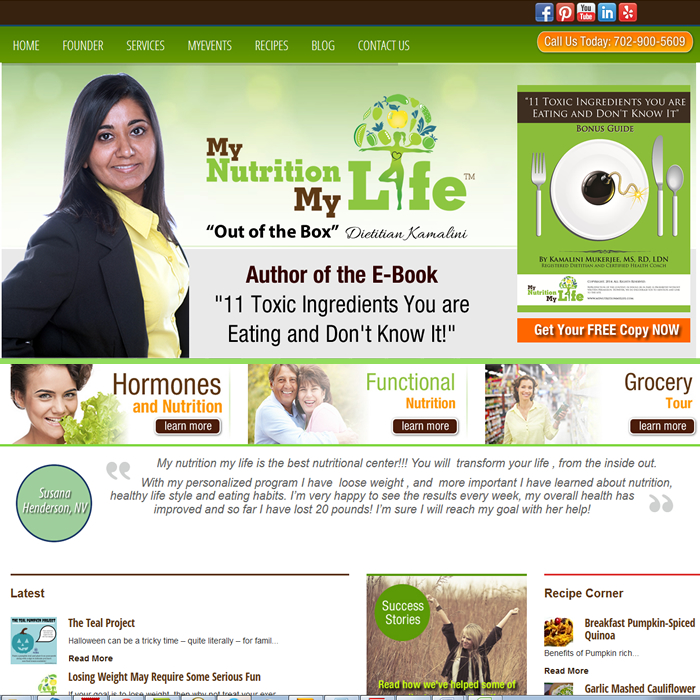 HOME FOUNDER SERVICES MYEVENTS RECIPES BLOG CONTACT US
Call Us Today: 702-900-5609
My
Nutrition
My Life™
"Out of the Box" Dietitian Kamalini
Author of the E-Book
"11 Toxic Ingredients You are
Eating and Don't Know It!"
"11 Toxic Ingredients you are
Eating and Don't Know It"
Bonus Guide
By Kamalini Mukerjee, MS, RD, LDN
Registered Dietitian and Certified Health Coach
My
Nutrition
My Life
Get Your FREE Copy NOW
Hormones
and Nutrition
learn more
Functional
Nutrition
learn more
Grocery
Tour
learn more
Susana
Henderson, NV
My nutrition my life is the best nutritional center!!! You will transform your life , from the inside out.
With my personalized program I have loose weight , and more important I have learned about nutrition,
healthy life style and eating habits. I'm very happy to see the results every week, my overall health has
improved and so far I have lost 20 pounds! I'm sure I will reach my goal with her help!
Latest
The Teal Project
Halloween can be a tricky time – quite literally – for famil...
Read More
Losing Weight May Require Some Serious Fun
If your goal is to lose weight, then why not treat your exer
THE TEAL PUMPKIN PROJECT
Success
Stories
Read how we've helped some of
Recipe Corner
Breakfast Pumpkin-Spiced
Quinoa
Benefits of Pumpkin rich...
Read More
Garlic Mashed Cauliflower